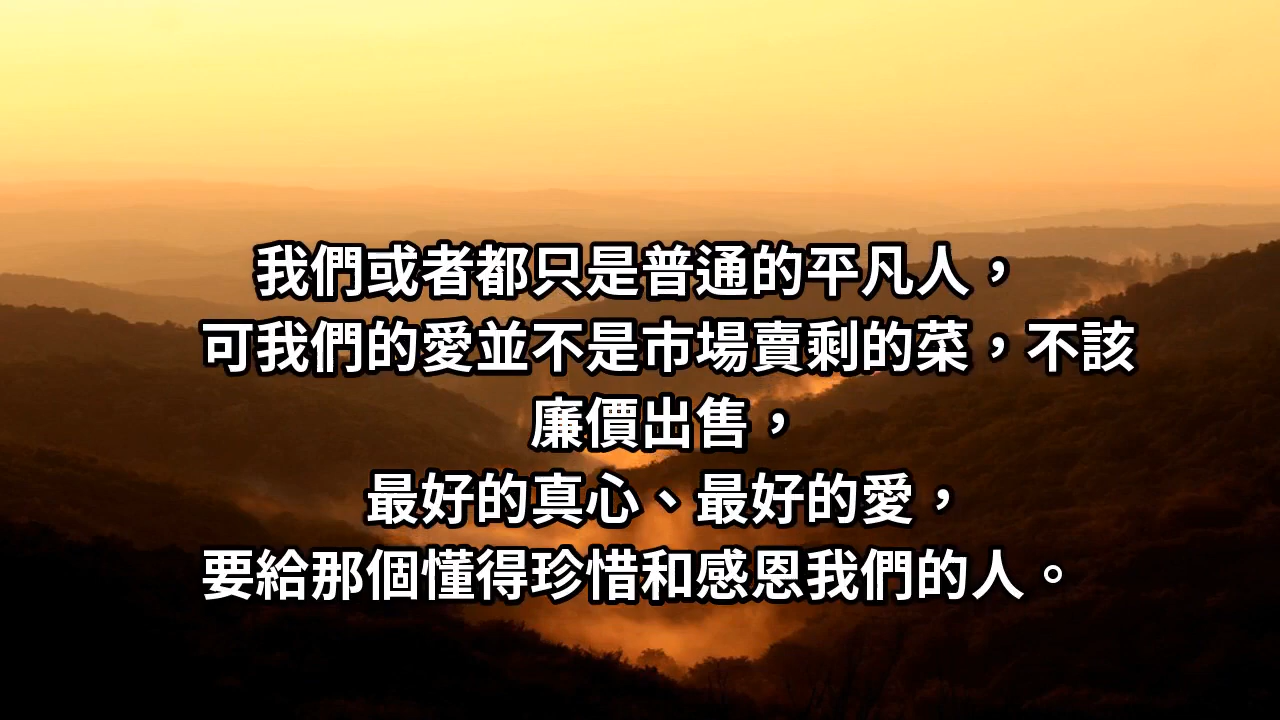 我們或者都只是普通的平凡人，
可我們的愛並不是市場賣剩的菜，不該
廉價出售，
最好的真心、最好的愛，
要給那個懂得珍惜和感恩我們的人。